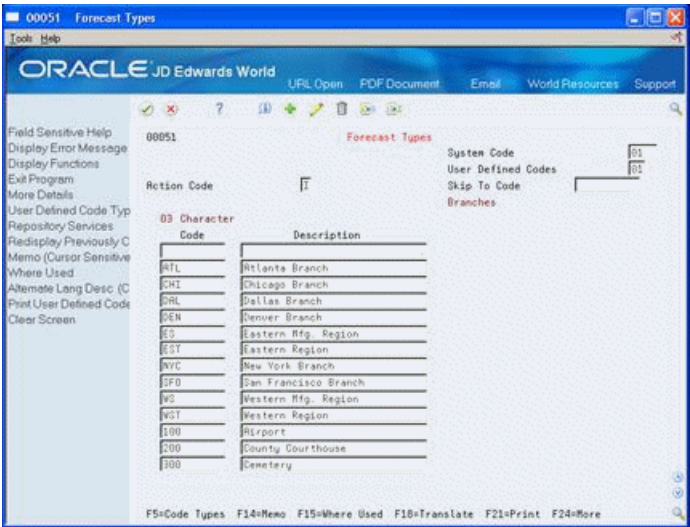 00051 Forecast Types
Tools Help
ORACLE JD Edwards World
URL Open PDF Document Email World Resources Support
Field Sensitive Help
Display Error Message
Display Functions
Exit Program
More Details
User Defined Code Typ
Repository Services
Redisplay Previously C
Memo (Cursor Sensitive
Where Used
Alternate Lang Desc (C
Print User Defined Code
Clear Screen
00051 Forecast Types
System Code 01
User Defined Codes 01
Action Code I Skip To Code
Branches
03 Character
Code Description
ATL Atlanta Branch
CHI Chicago Branch
DAL Dallas Branch
DEN Denver Branch
ES Eastern Mfg. Region
EST Eastern Region
NYC New York Branch
SFO San Francisco Branch
WS Western Mfg. Region
WST Western Region
100 Airport
200 County Courthouse
300 Cemetery
F5=Code Types F14=Memo F15=Where Used F18=Translate F21=Print F24=More